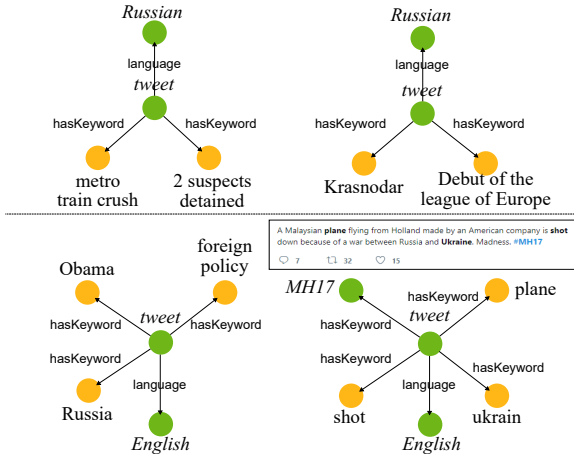 Russian
language
tweet
hasKeyword
hasKeyword
metro
train crush
2 suspects
detained
Russian
language
tweet
hasKeyword
hasKeyword
Krasnodar
Debut of the
league of Europe
A Malaysian plane flying from Holland made by an American company is shot
down because of a war between Russia and Ukraine. Madness. #MH17
7 32 15
Obama
foreign
policy
tweet
hasKeyword
hasKeyword
hasKeyword
language
Russia
English
MH17
plane
hasKeyword
tweet
hasKeyword
hasKeyword
hasKeyword
language
shot
ukrain
English